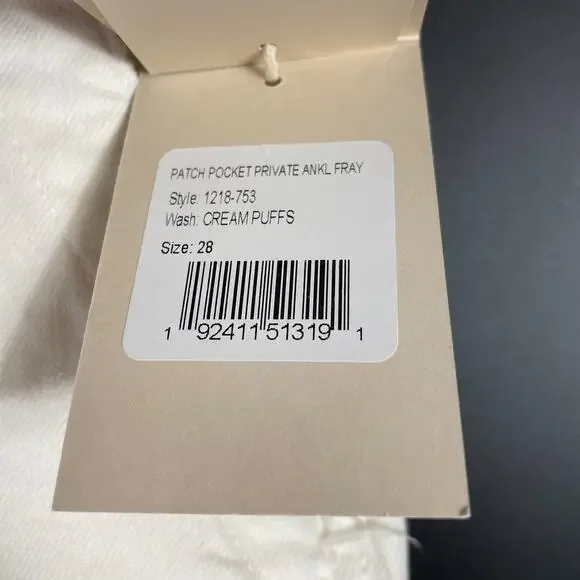 PATCH POCKET PRIVATE ANKL FRAY
Style: 1218-753
Wash: CREAM PUFFS
Size: 28
1 92411 51319 1